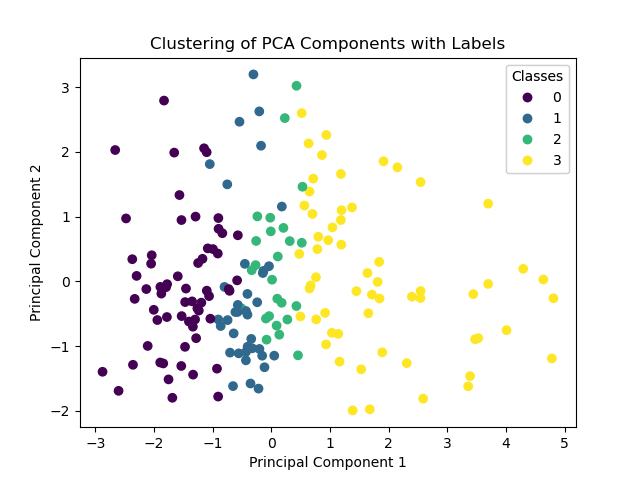 Clustering of PCA Components with Labels
Classes
0
1
2
3
3
2
1
0
−1
−2
Principal Component 2
−3 −2 −1 0 1 2 3 4 5
Principal Component 1